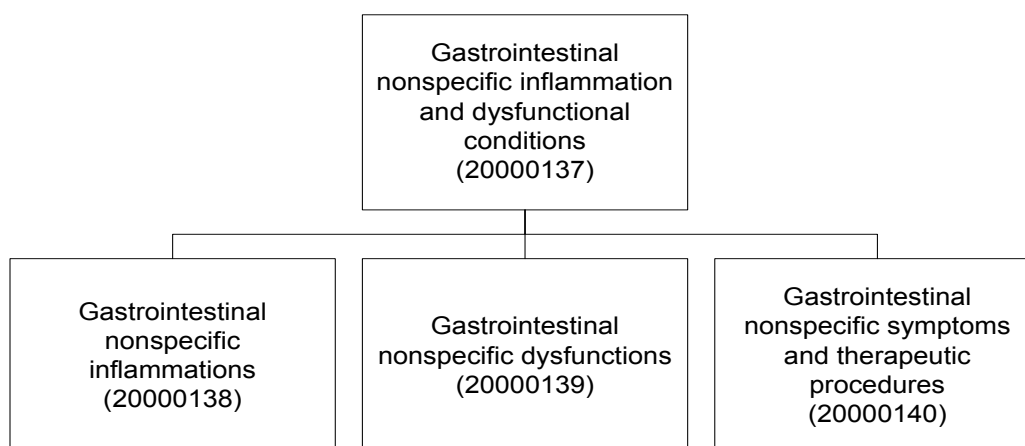 Gastrointestinal
nonspecific inflammation
and dysfunctional
conditions
(20000137)
Gastrointestinal
nonspecific
inflammations
(20000138)
Gastrointestinal
nonspecific dysfunctions
(20000139)
Gastrointestinal
nonspecific symptoms
and therapeutic
procedures
(20000140)